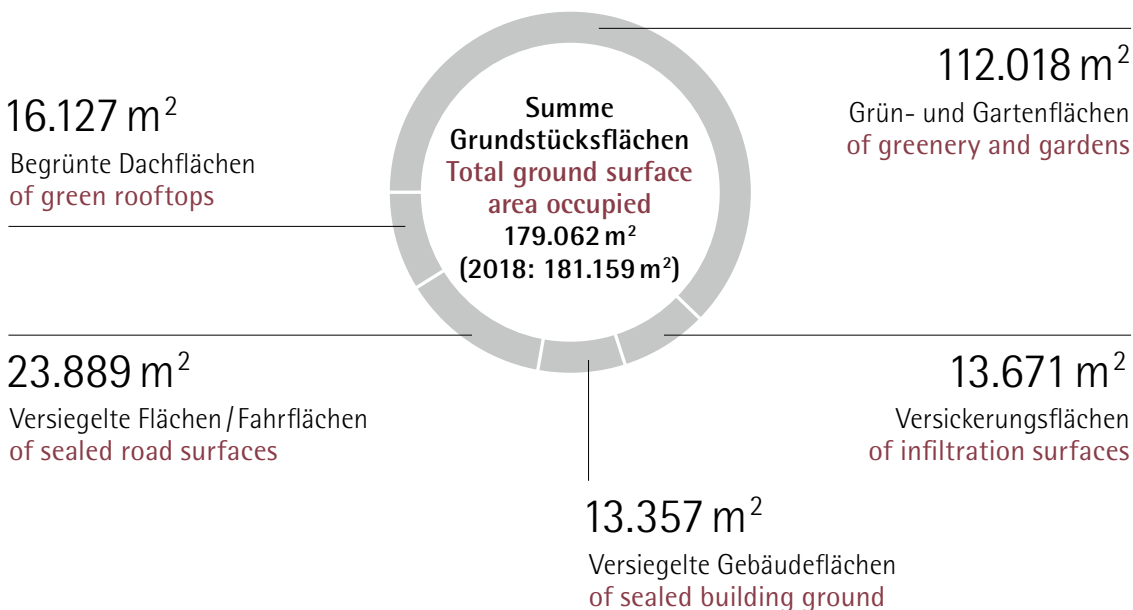 112.018 m²
Grün- und Gartenflächen
of greenery and gardens
16.127 m²
Begrünte Dachflächen
of green rooftops
Summe
Grundstücksflächen
Total ground surface
area occupied
179.062 m²
(2018: 181.159 m²)
23.889 m²
Versiegelte Flächen / Fahrflächen
of sealed road surfaces
13.671 m²
Versickerungsflächen
of infiltration surfaces
13.357 m²
Versiegelte Gebäudeflächen
of sealed building ground